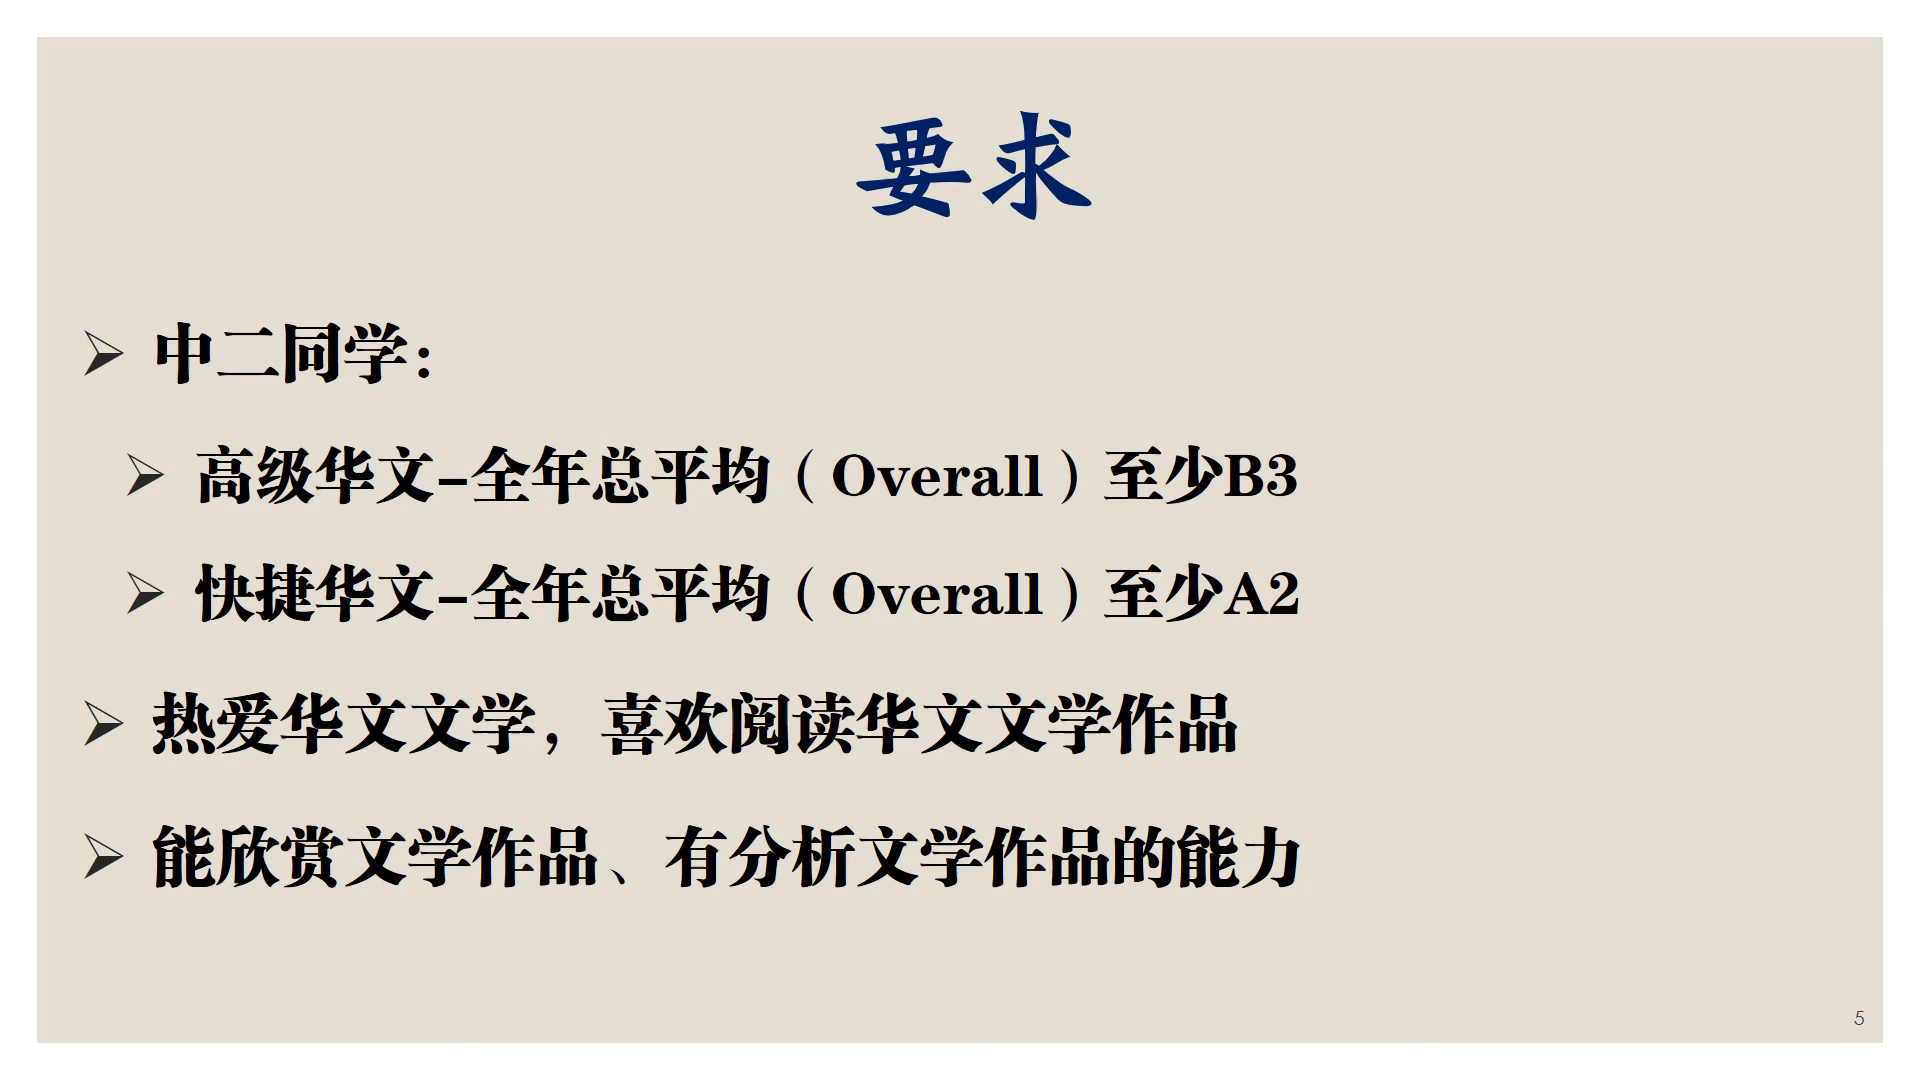 要求
中二同学：
高级华文–全年总平均（Overall）至少B3
快捷华文–全年总平均（Overall）至少A2
热爱华文文学，喜欢阅读华文文学作品
能欣赏文学作品、有分析文学作品的能力
5